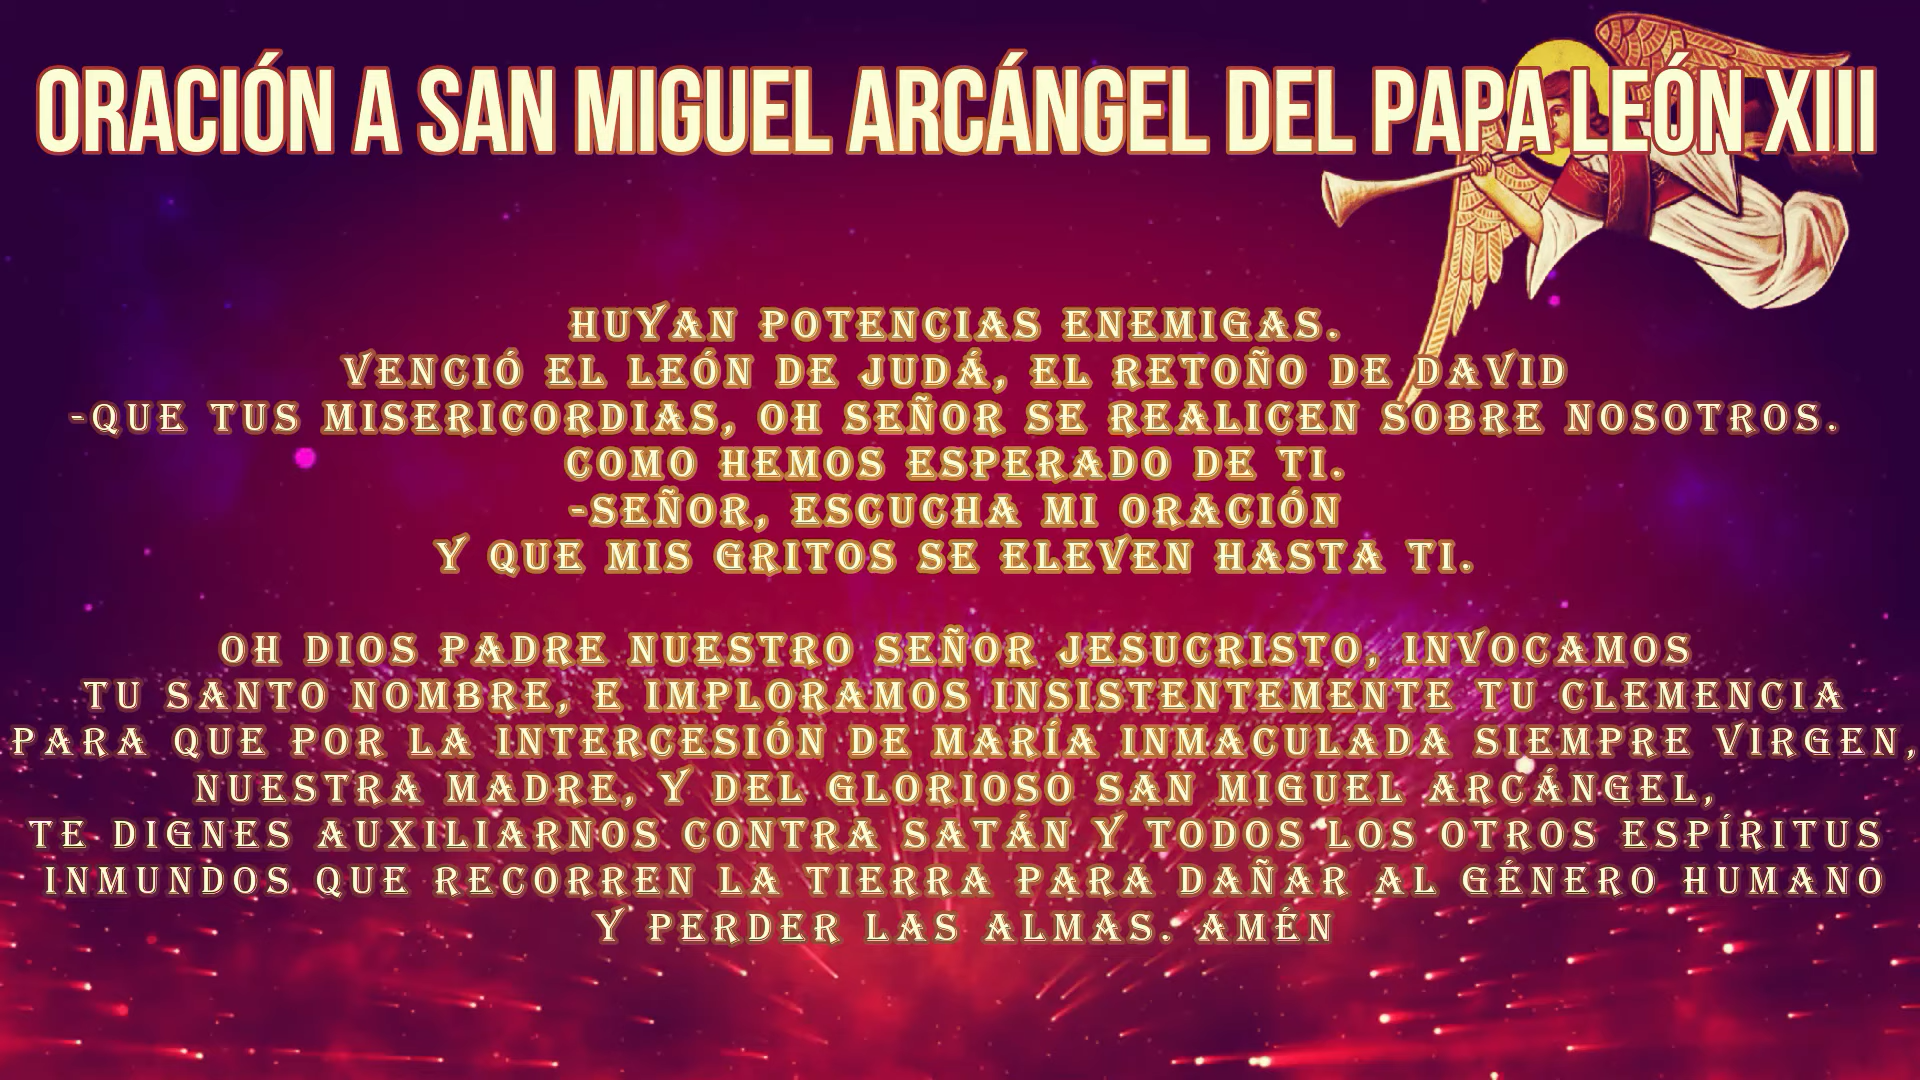 ORACIÓN A SAN MIGUEL ARCÁNGEL DEL PAPA LEÓN XIII
HUYAN POTENCIAS ENEMIGAS.
VENCIÓ EL LEÓN DE JUDÁ, EL RETOÑO DE DAVID
-QUE TUS MISERICORDIAS, OH SEÑOR SE REALICEN SOBRE NOSOTROS.
COMO HEMOS ESPERADO DE TI.
-SEÑOR, ESCUCHA MI ORACIÓN
Y QUE MIS GRITOS SE ELEVEN HASTA TI.
OH DIOS PADRE NUESTRO SEÑOR JESUCRISTO, INVOCAMOS
TU SANTO NOMBRE, E IMPLORAMOS INSISTENTEMENTE TU CLEMENCIA
PARA QUE POR LA INTERCESIÓN DE MARÍA INMACULADA SIEMPRE VIRGEN,
NUESTRA MADRE, Y DEL GLORIOSO SAN MIGUEL ARCÁNGEL,
TE DIGNES AUXILIARNOS CONTRA SATÁN Y TODOS LOS OTROS ESPÍRITUS
INMUNDOS QUE RECORREN LA TIERRA PARA DAÑAR AL GÉNERO HUMANO
Y PERDER LAS ALMAS. AMÉN